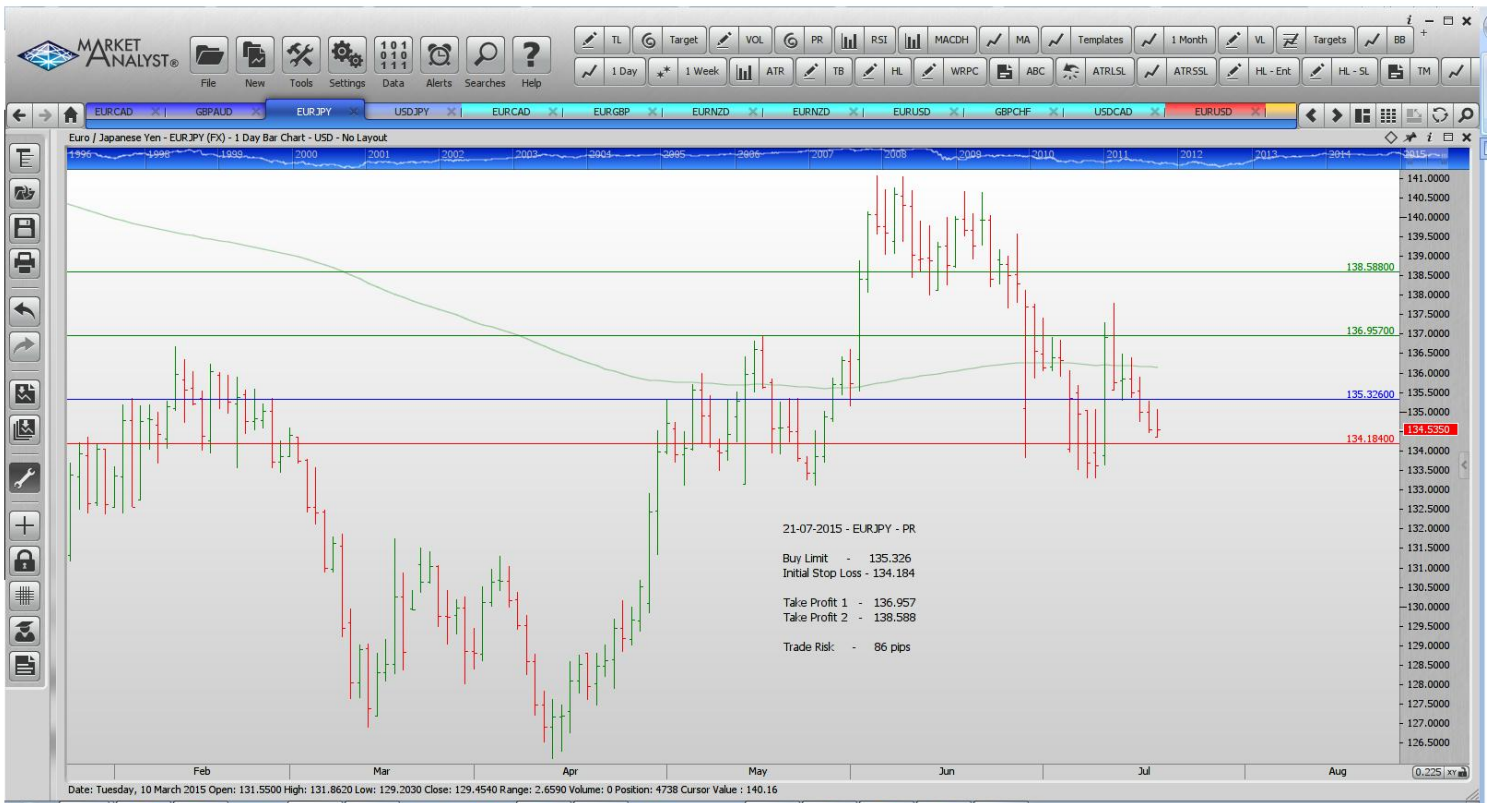 MARKET
ANALYST®
File New Tools Settings Data Alerts Searches Help
TL Target VOL PR RSI MACDH MA Templates 1 Month VL Targets BB
1 Day 1 Week ATR TB HL WRPC ABC ATRLSL ATRSSL HL - Ent HL - SL TM
EURCAD GBPAUD EURJPY USDJPY EURCAD EURGBP EURNZD EURNZD EURUSD GBPCHF USDCAD EURUSD
Euro / Japanese Yen - EURJPY (FX) - 1 Day Bar Chart - USD - No Layout
1996 1998 1999 2000 2001 2002 2003 2004 2005 2006 2007 2008 2009 2010 2011 2012 2013 2014 2015
141.0000
140.5000
140.0000
139.5000
139.0000
138.58800
138.5000
138.0000
137.5000
137.0000
136.95700
136.5000
136.0000
135.5000
135.32600
135.0000
134.5350
134.18400
134.0000
133.5000
133.0000
132.5000
132.0000
131.5000
131.0000
130.5000
130.0000
129.5000
129.0000
128.5000
128.0000
127.5000
127.0000
126.5000
21-07-2015 - EURJPY - PR
Buy Limit - 135.326
Initial Stop Loss - 134.184
Take Profit 1 - 136.957
Take Profit 2 - 138.588
Trade Risk - 86 pips
Feb Mar Apr May Jun Jul Aug
0.225 XY
Date: Tuesday, 10 March 2015 Open: 131.5500 High: 131.8620 Low: 129.2030 Close: 129.4540 Range: 2.6590 Volume: 0 Position: 4738 Cursor Value : 140.16